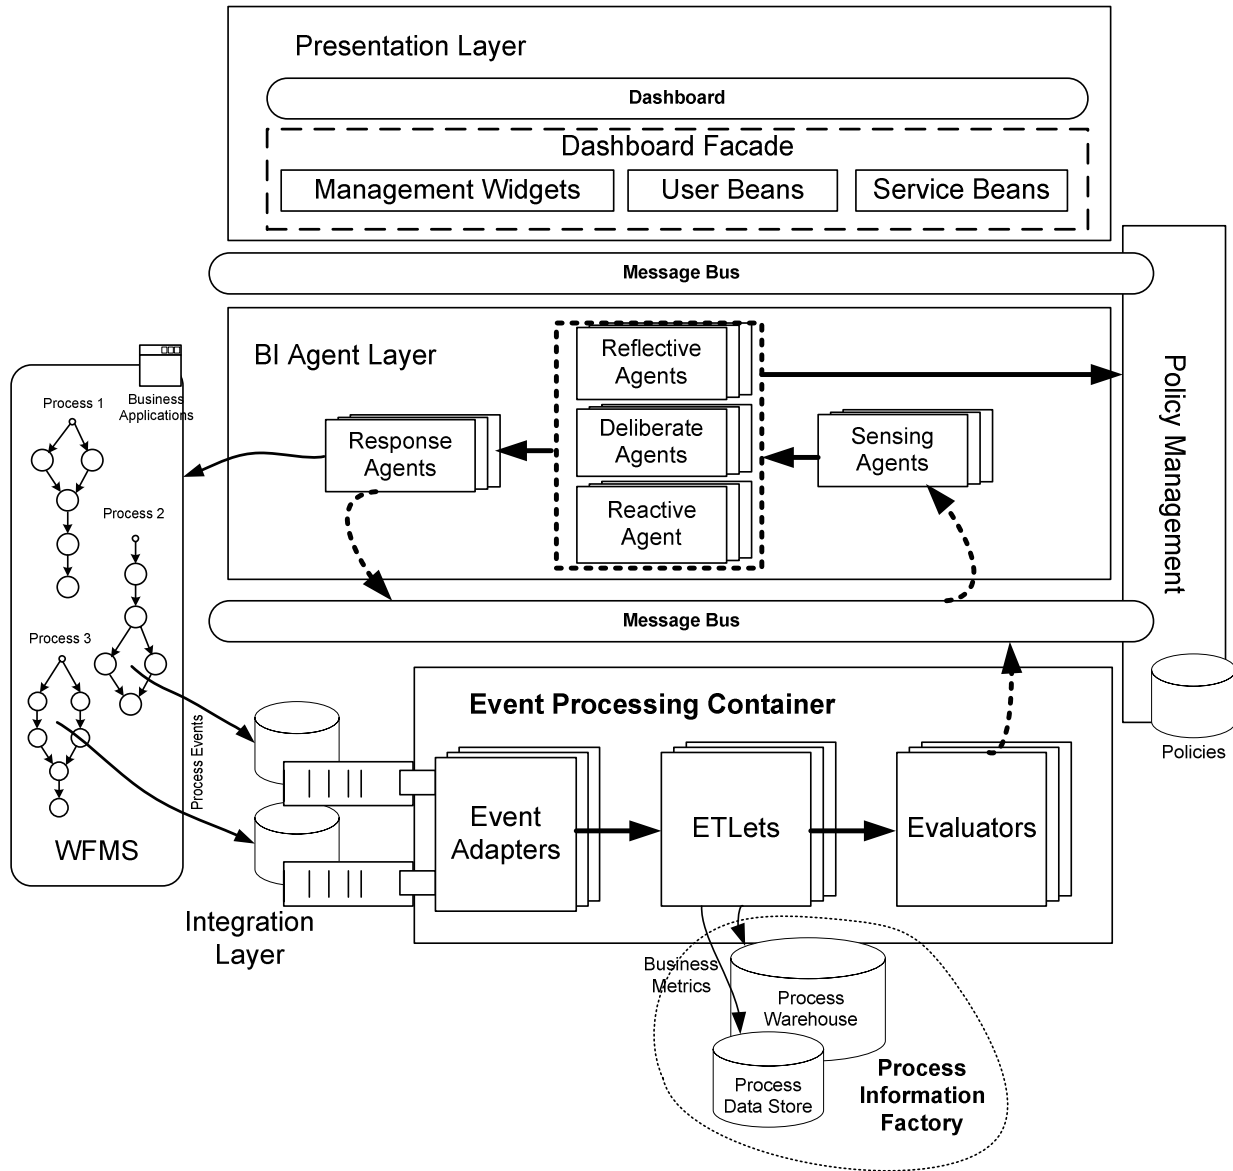 Presentation Layer
Dashboard
Dashboard Facade
Management Widgets
User Beans
Service Beans
Message Bus
BI Agent Layer
Reflective
Agents
Deliberate
Agents
Reactive
Agent
Response
Agents
Sensing
Agents
Policy Management
Policies
Business
Applications
Process 1
Process 2
Process 3
WFMS
Process Events
Message Bus
Event Processing Container
Event
Adapters
ETLets
Evaluators
Integration
Layer
Business
Metrics
Process
Warehouse
Process
Data Store
Process
Information
Factory